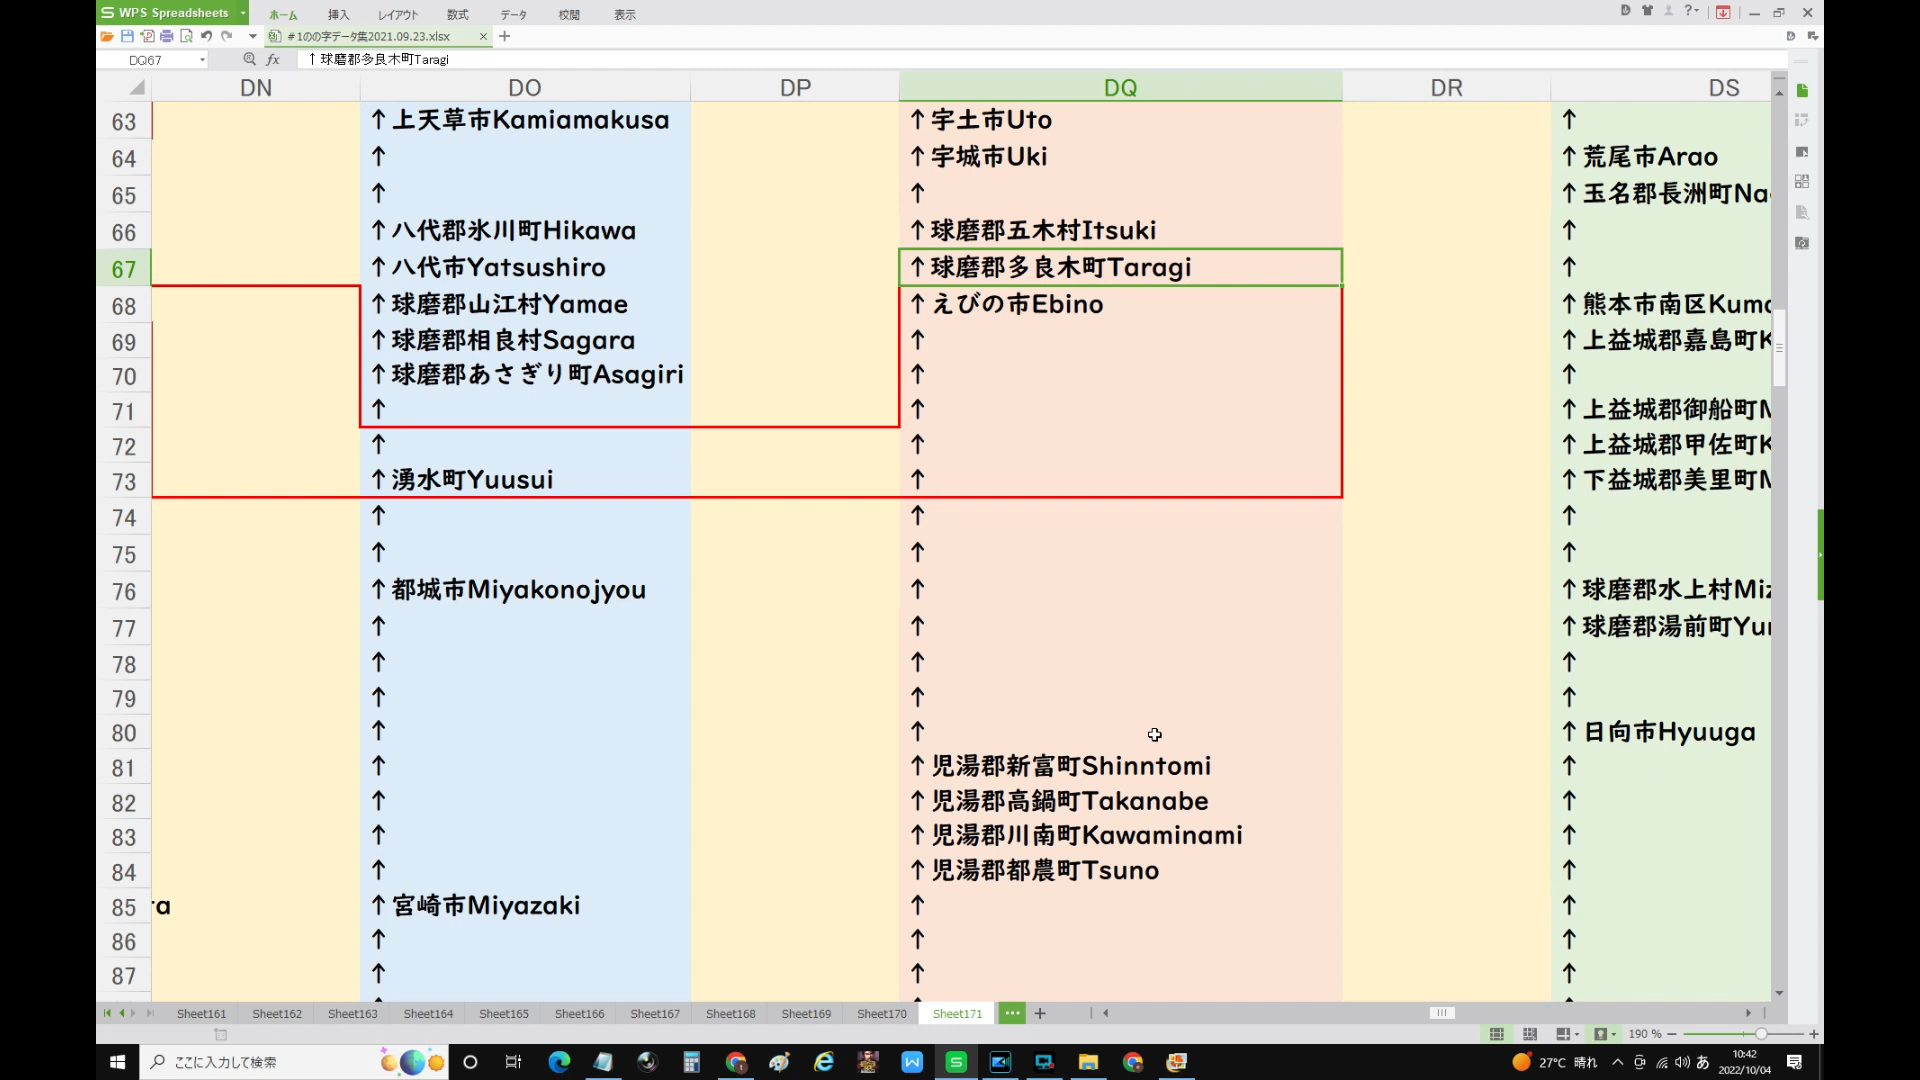 WPS Spreadsheets
ホーム 挿入 レイアウト 数式 データ 校閲 表示
#1のの字データ集2021.09.23.xlsx
DQ67 fx ↑球磨郡多良木町Taragi
DN DO DP DQ DR DS
63 ↑上天草市Kamiamakusa ↑宇土市Uto ↑
64 ↑ ↑宇城市Uki ↑荒尾市Arao
65 ↑ ↑ ↑玉名郡長洲町Na
66 ↑八代郡氷川町Hikawa ↑球磨郡五木村Itsuki ↑
67 ↑八代市Yatsushiro ↑球磨郡多良木町Taragi ↑
68 ↑球磨郡山江村Yamae ↑えびの市Ebino ↑熊本市南区Kum
69 ↑球磨郡相良村Sagara ↑ ↑上益城郡嘉島町K
70 ↑球磨郡あさぎり町Asagiri ↑ ↑
71 ↑ ↑ ↑上益城郡御船町M
72 ↑ ↑ ↑上益城郡甲佐町K
73 ↑湧水町Yuusui ↑ ↑下益城郡美里町M
74 ↑ ↑ ↑
75 ↑ ↑ ↑
76 ↑都城市Miyakonojyou ↑ ↑球磨郡水上村Miz
77 ↑ ↑ ↑球磨郡湯前町Yu
78 ↑ ↑ ↑
79 ↑ ↑ ↑
80 ↑ ↑ ↑日向市Hyuuga
81 ↑ ↑児湯郡新富町Shinntomi ↑
82 ↑ ↑児湯郡高鍋町Takanabe ↑
83 ↑ ↑児湯郡川南町Kawaminami ↑
84 ↑ ↑児湯郡都農町Tsuno ↑
85 ra ↑宮崎市Miyazaki ↑ ↑
86 ↑ ↑ ↑
87 ↑ ↑ ↑
Sheet161 Sheet162 Sheet163 Sheet164 Sheet165 Sheet166 Sheet167 Sheet168 Sheet169 Sheet170 Sheet171
190 %
ここに入力して検索
27°C 晴れ あ 10:42
2022/10/04